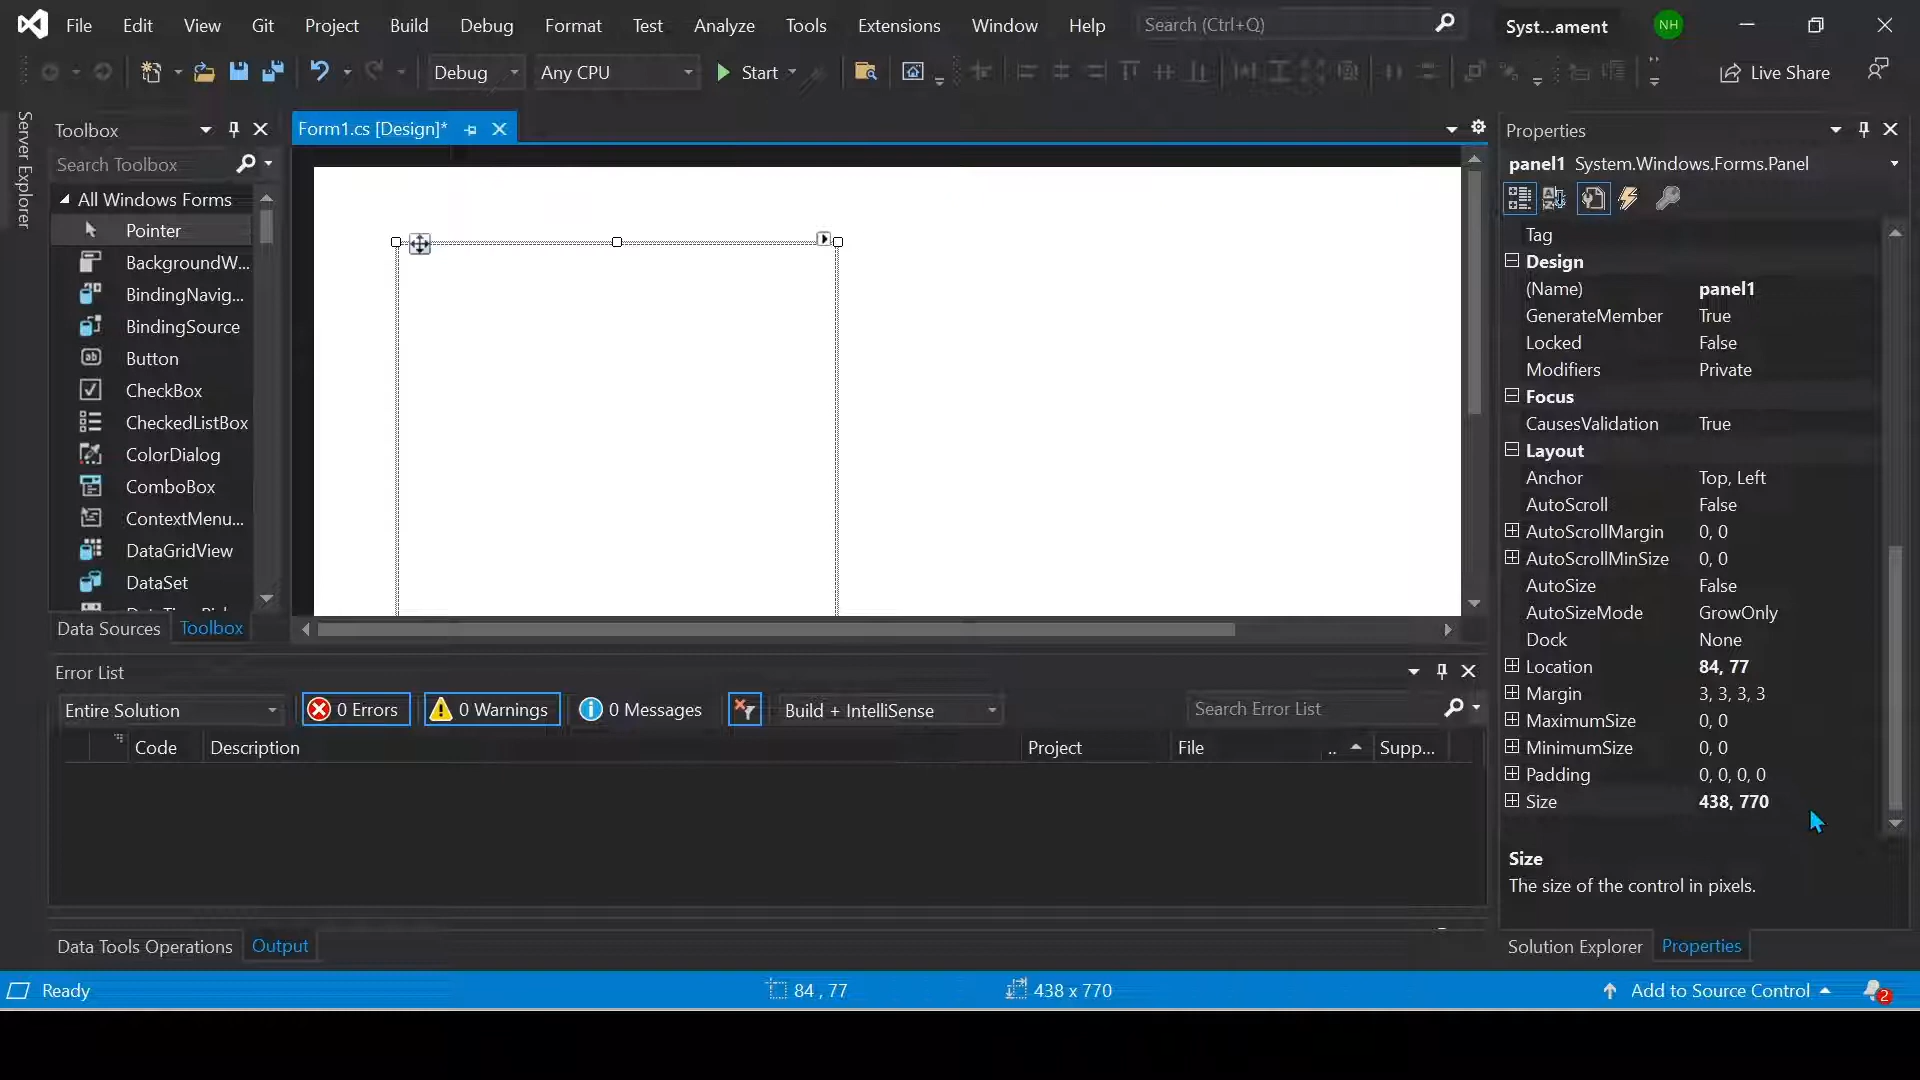 File Edit View Git Project Build Debug Format Test Analyze Tools Extensions Window Help Search (Ctrl+Q) Syst...ament NH
Debug Any CPU Start Live Share
Server Explorer
Toolbox
Search Toolbox
All Windows Forms
Pointer
BackgroundW...
BindingNavig...
BindingSource
Button
CheckBox
CheckedListBox
ColorDialog
ComboBox
ContextMenu...
DataGridView
DataSet
Data Sources Toolbox
Form1.cs [Design]*
Properties
panel1 System.Windows.Forms.Panel
Tag
Design
(Name) panel1
GenerateMember True
Locked False
Modifiers Private
Focus
CausesValidation True
Layout
Anchor Top, Left
AutoScroll False
AutoScrollMargin 0, 0
AutoScrollMinSize 0, 0
AutoSize False
AutoSizeMode GrowOnly
Dock None
Location 84, 77
Margin 3, 3, 3, 3
MaximumSize 0, 0
MinimumSize 0, 0
Padding 0, 0, 0, 0
Size 438, 770
Size
The size of the control in pixels.
Solution Explorer Properties
Error List
Entire Solution 0 Errors 0 Warnings 0 Messages Build + IntelliSense Search Error List
Code Description Project File .. Supp...
Data Tools Operations Output
Ready 84 , 77 438 x 770 Add to Source Control 2